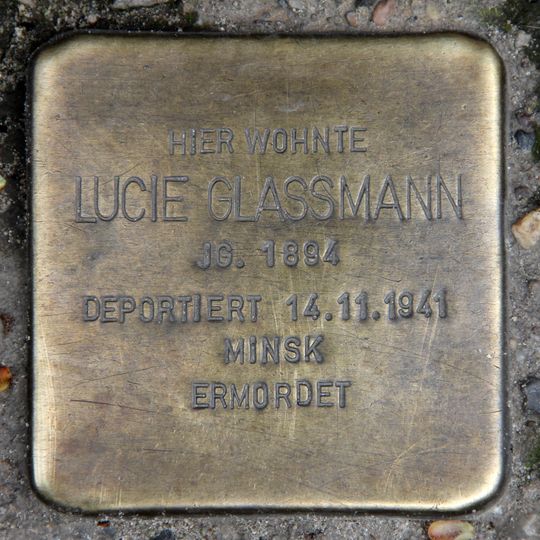 HIER WOHNTE
LUCIE GLASSMANN
JG. 1894
DEPORTIERT 14.11.1941
MINSK
ERMORDET